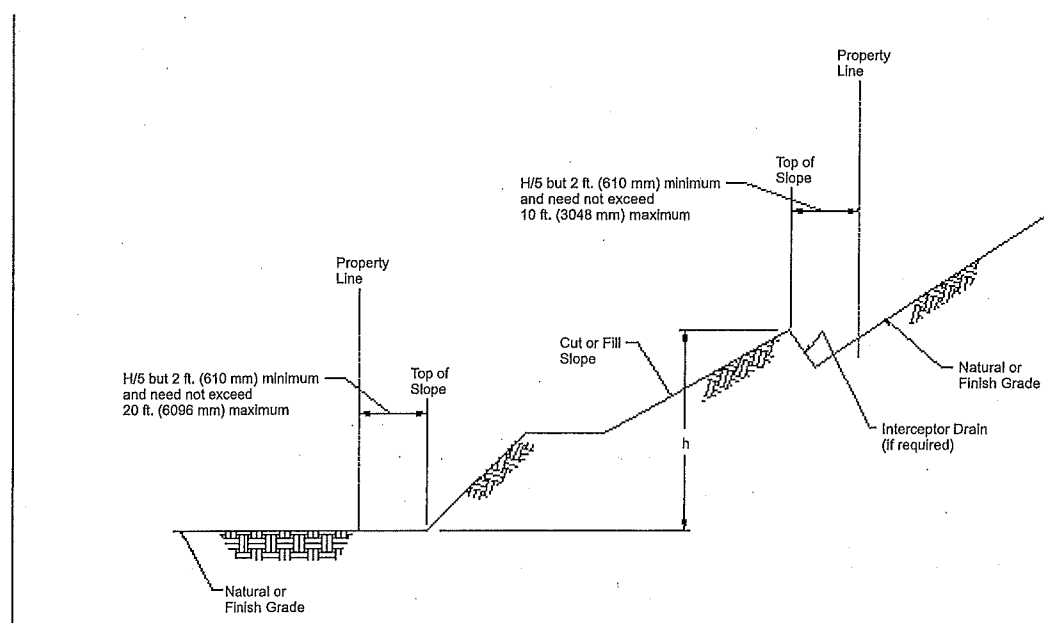 Property
Line
Top of
Slope
H/5 but 2 ft. (610 mm) minimum
and need not exceed
10 ft. (3048 mm) maximum
Property
Line
Cut or Fill
Slope
Top of
Slope
H/5 but 2 ft. (610 mm) minimum
and need not exceed
20 ft. (6096 mm) maximum
Natural or
Finish Grade
Interceptor Drain
(if required)
h
Natural or
Finish Grade